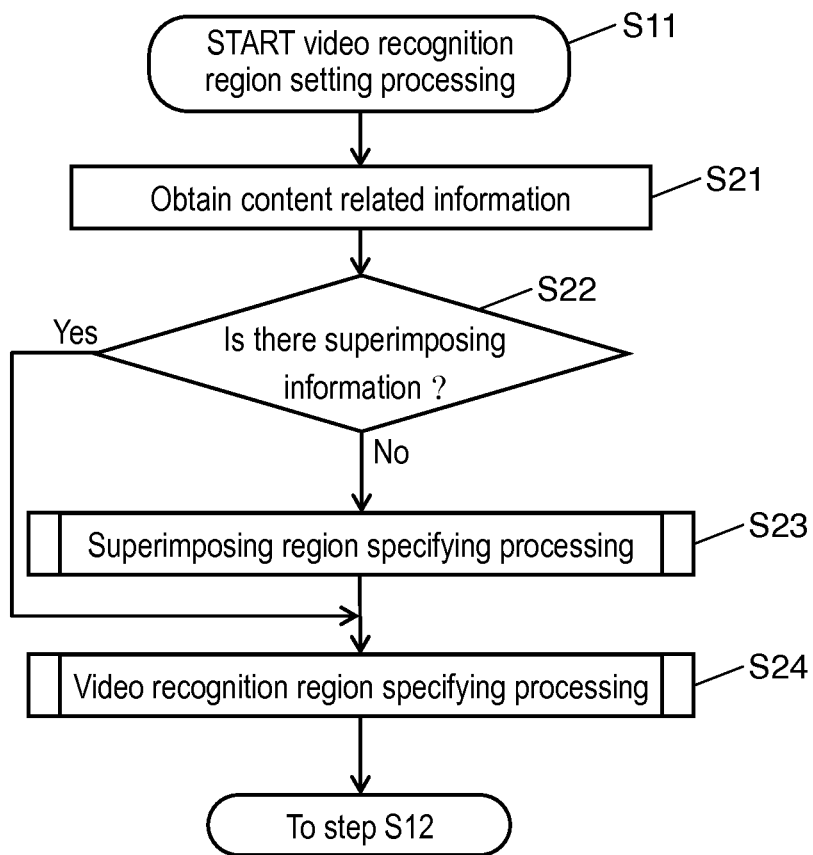 START video recognition
region setting processing
S11
Obtain content related information
S21
S22
Yes
Is there superimposing
information ?
No
Superimposing region specifying processing
S23
Video recognition region specifying processing
S24
To step S12